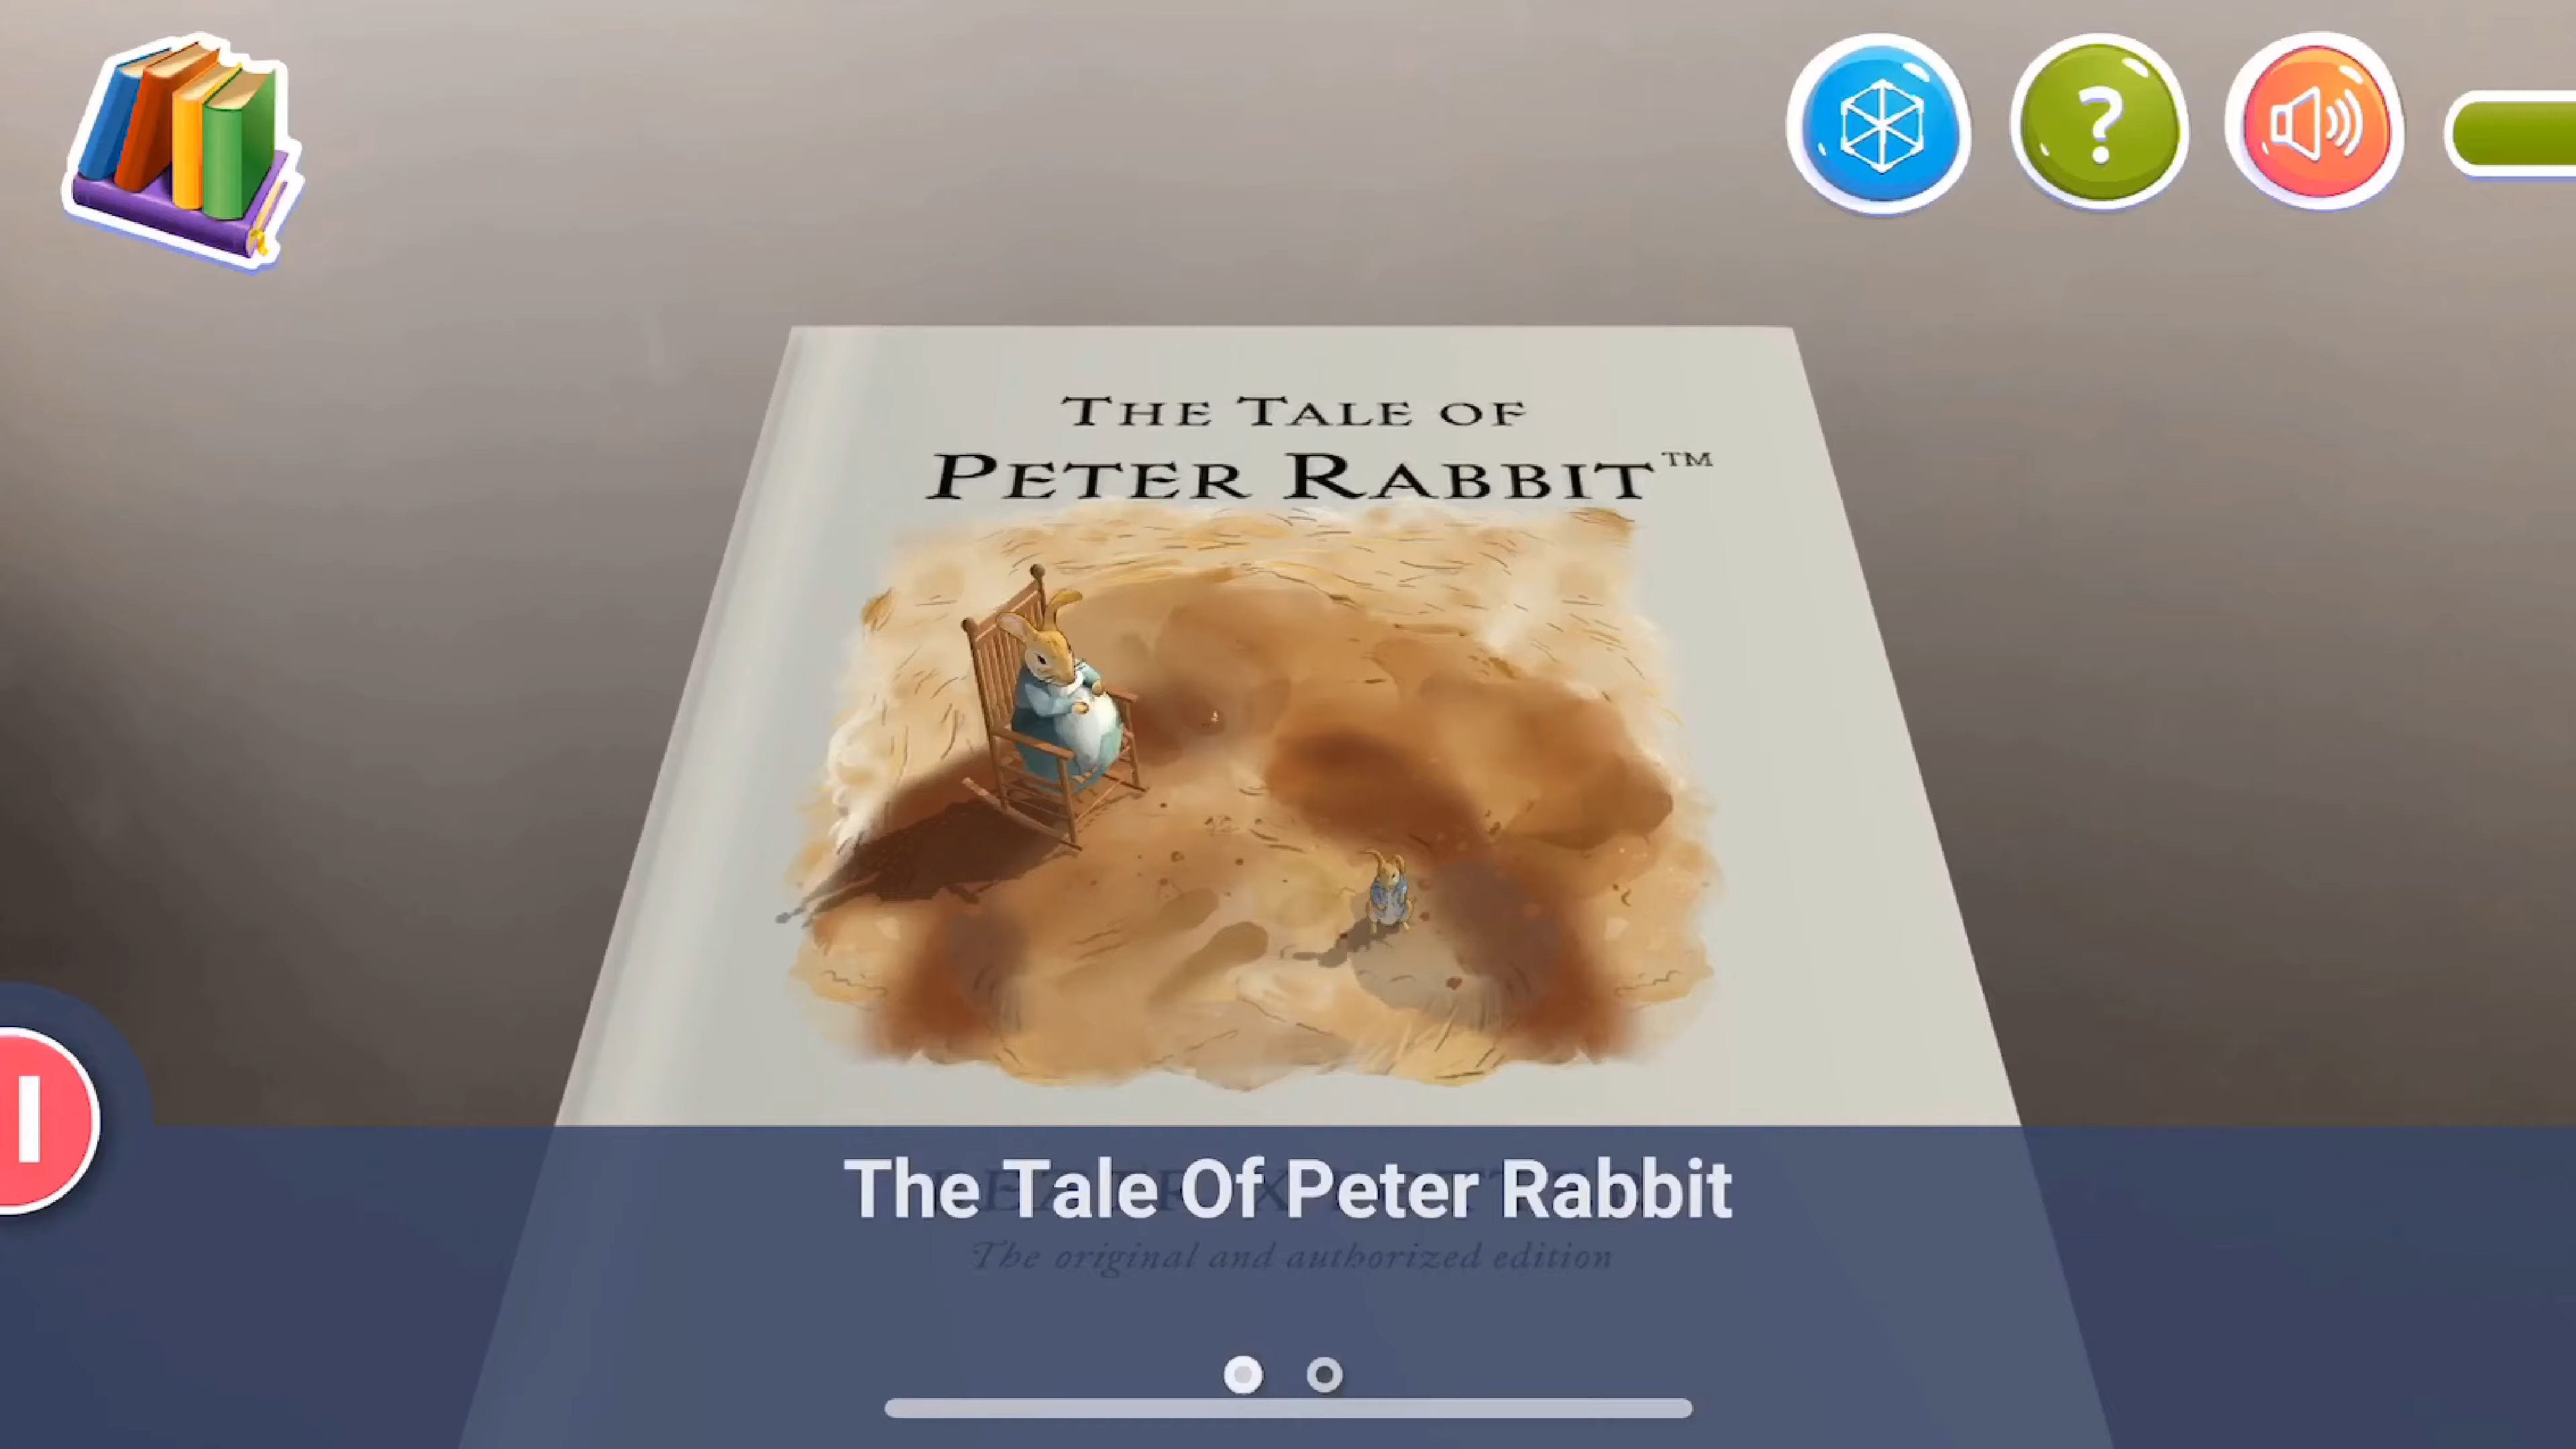 ?
THE TALE OF
PETER RABBIT™
The Tale Of Peter Rabbit
The original and authorized edition